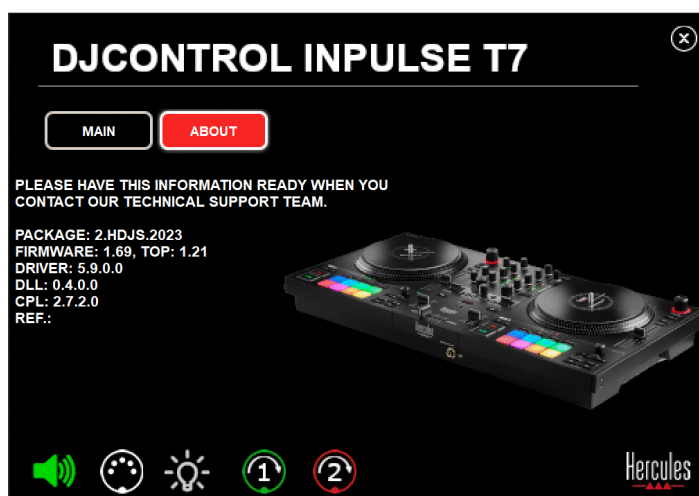 DJCONTROL INPULSE T7
MAIN
ABOUT
PLEASE HAVE THIS INFORMATION READY WHEN YOU
CONTACT OUR TECHNICAL SUPPORT TEAM.
PACKAGE: 2.HDJS.2023
FIRMWARE: 1.69, TOP: 1.21
DRIVER: 5.9.0.0
DLL: 0.4.0.0
CPL: 2.7.2.0
REF.:
1
2
Hercules